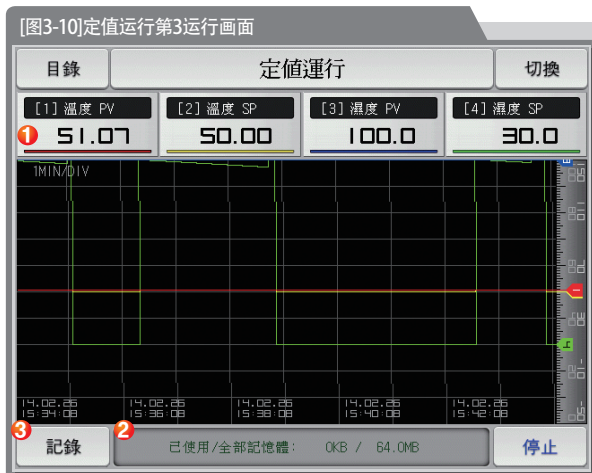 [图3-10]定值运行第3运行画面
目錄
定値運行
切換
[1] 溫度 PV
[2] 溫度 SP
[3] 濕度 PV
[4] 濕度 SP
1
51.07
50.00
100.0
30.0
1MIN/DIV
14.02.26
15:34:08
14.02.26
15:36:08
14.02.26
15:38:08
14.02.26
15:40:08
14.02.26
15:42:08
3
記錄
2
己使用/全部記憶體: 0KB / 64.0MB
停止